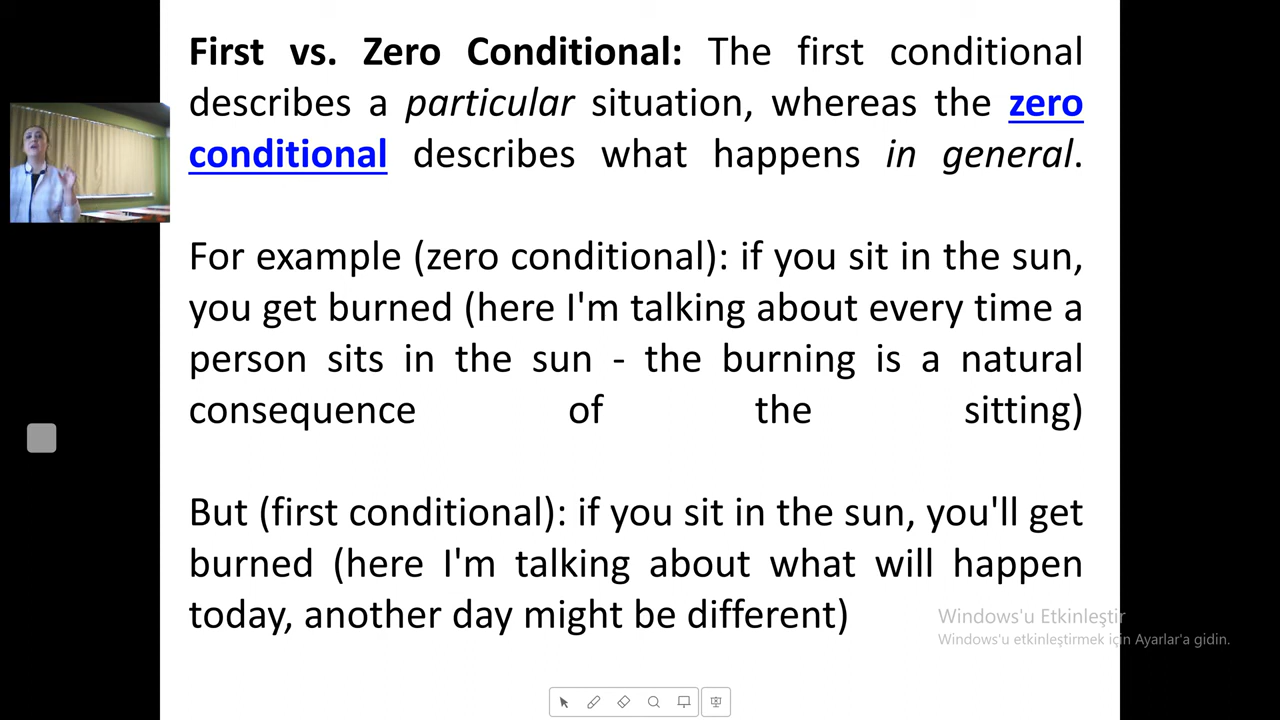 First vs. Zero Conditional: The first conditional
describes a particular situation, whereas the zero
conditional describes what happens in general.
For example (zero conditional): if you sit in the sun,
you get burned (here I'm talking about every time a
person sits in the sun - the burning is a natural
consequence of the sitting)
But (first conditional): if you sit in the sun, you'll get
burned (here I'm talking about what will happen
today, another day might be different)
Windows'u Etkinleştir
Windows'u etkinleştirmek için Ayarlar'a gidin.